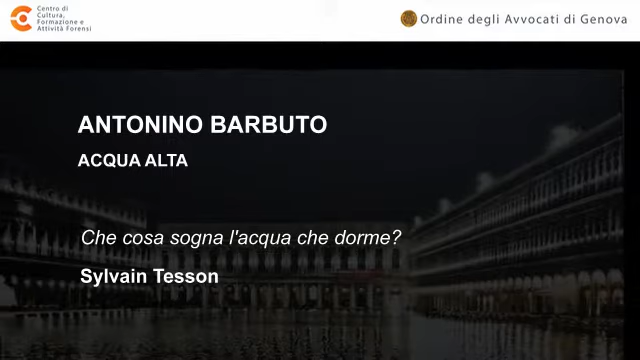 Centro di
Cultura,
Formazione e
Attività Forensi
Ordine degli Avvocati di Genova
ANTONINO BARBUTO
ACQUA ALTA
Che cosa sogna l'acqua che dorme?
Sylvain Tesson